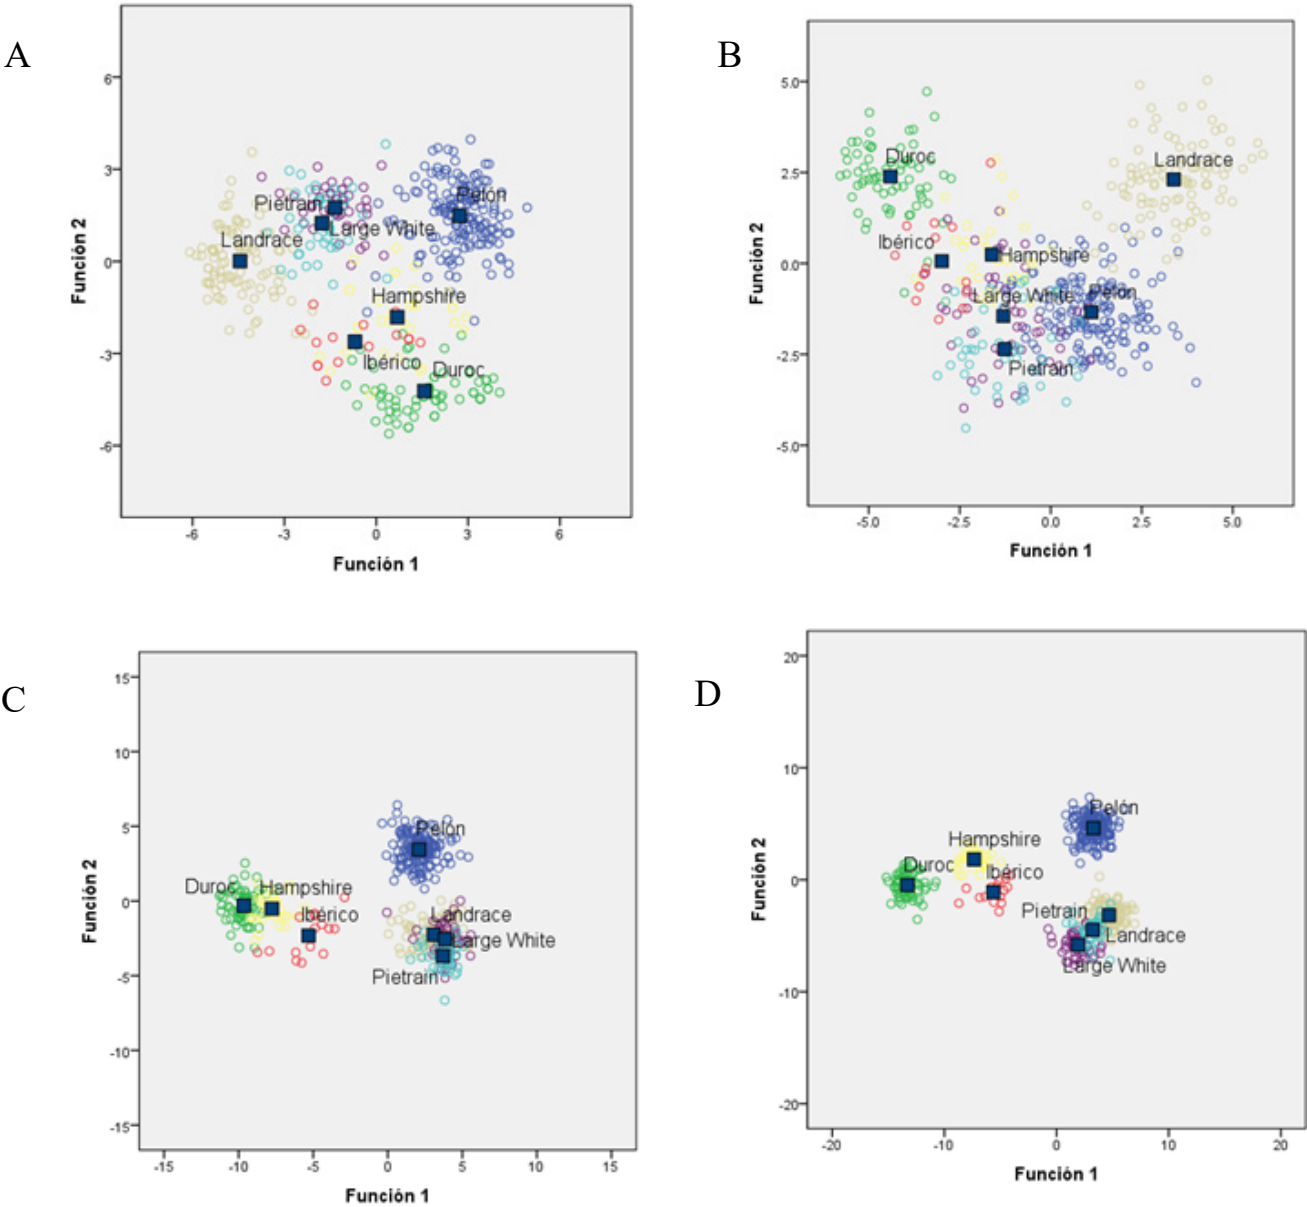 A
6
3
0
-3
-6
Función 2
Pelón
Pietrain
Large White
Landrace
Hampshire
Ibérico
Duroc
-6 -3 0 3 6
Función 1
B
5.0
2.5
0.0
-2.5
-5.0
Función 2
Duroc
Landrace
Ibérico
Hampshire
Large White
Pelón
Pietrain
-5.0 -2.5 0.0 2.5 5.0
Función 1
C
15
10
5
0
-5
-10
-15
Función 2
Pelón
Duroc
Hampshire
Ibérico
Landrace
Large White
Pietrain
-15 -10 -5 0 5 10 15
Función 1
D
20
10
0
-10
-20
Función 2
Pelón
Hampshire
Duroc
Ibérico
Pietrain
Landrace
Large White
-20 -10 0 10 20
Función 1